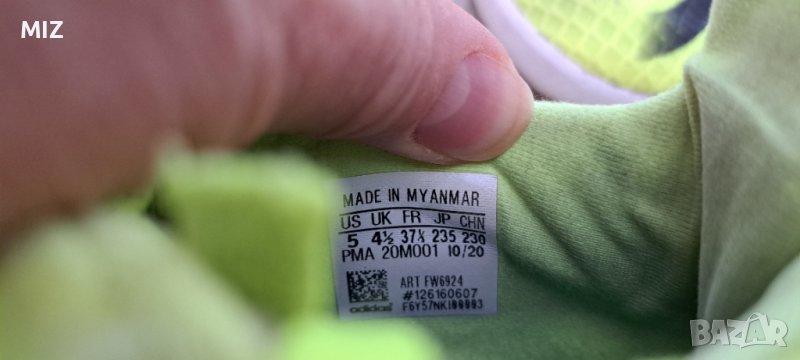 MIZ
MADE IN MYANMAR
US UK FR JP CHN
5 4½ 37⅓ 235 230
PMA 20M001 10/20
ART FW6924
#126160607
adidas
BAZAR